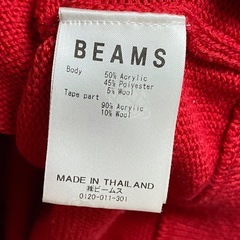 BEAMS
Body 50% Acrylic
45% Polyester
5% Wool
Tape part 90% Acrylic
10% Wool
MADE IN THAILAND
㈱ビームス
0120-011-301